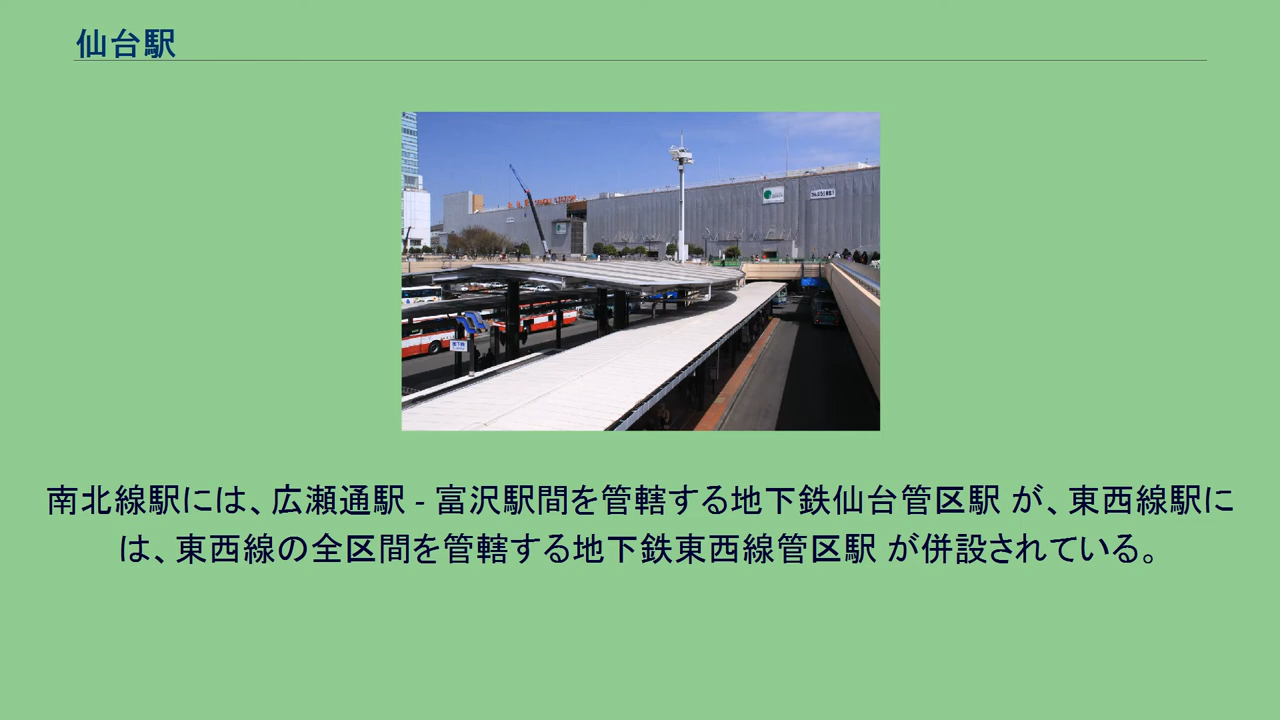 仙台駅
南北線駅には、広瀬通駅 - 富沢駅間を管轄する地下鉄仙台管区駅 が、東西線駅に
は、東西線の全区間を管轄する地下鉄東西線管区駅 が併設されている。